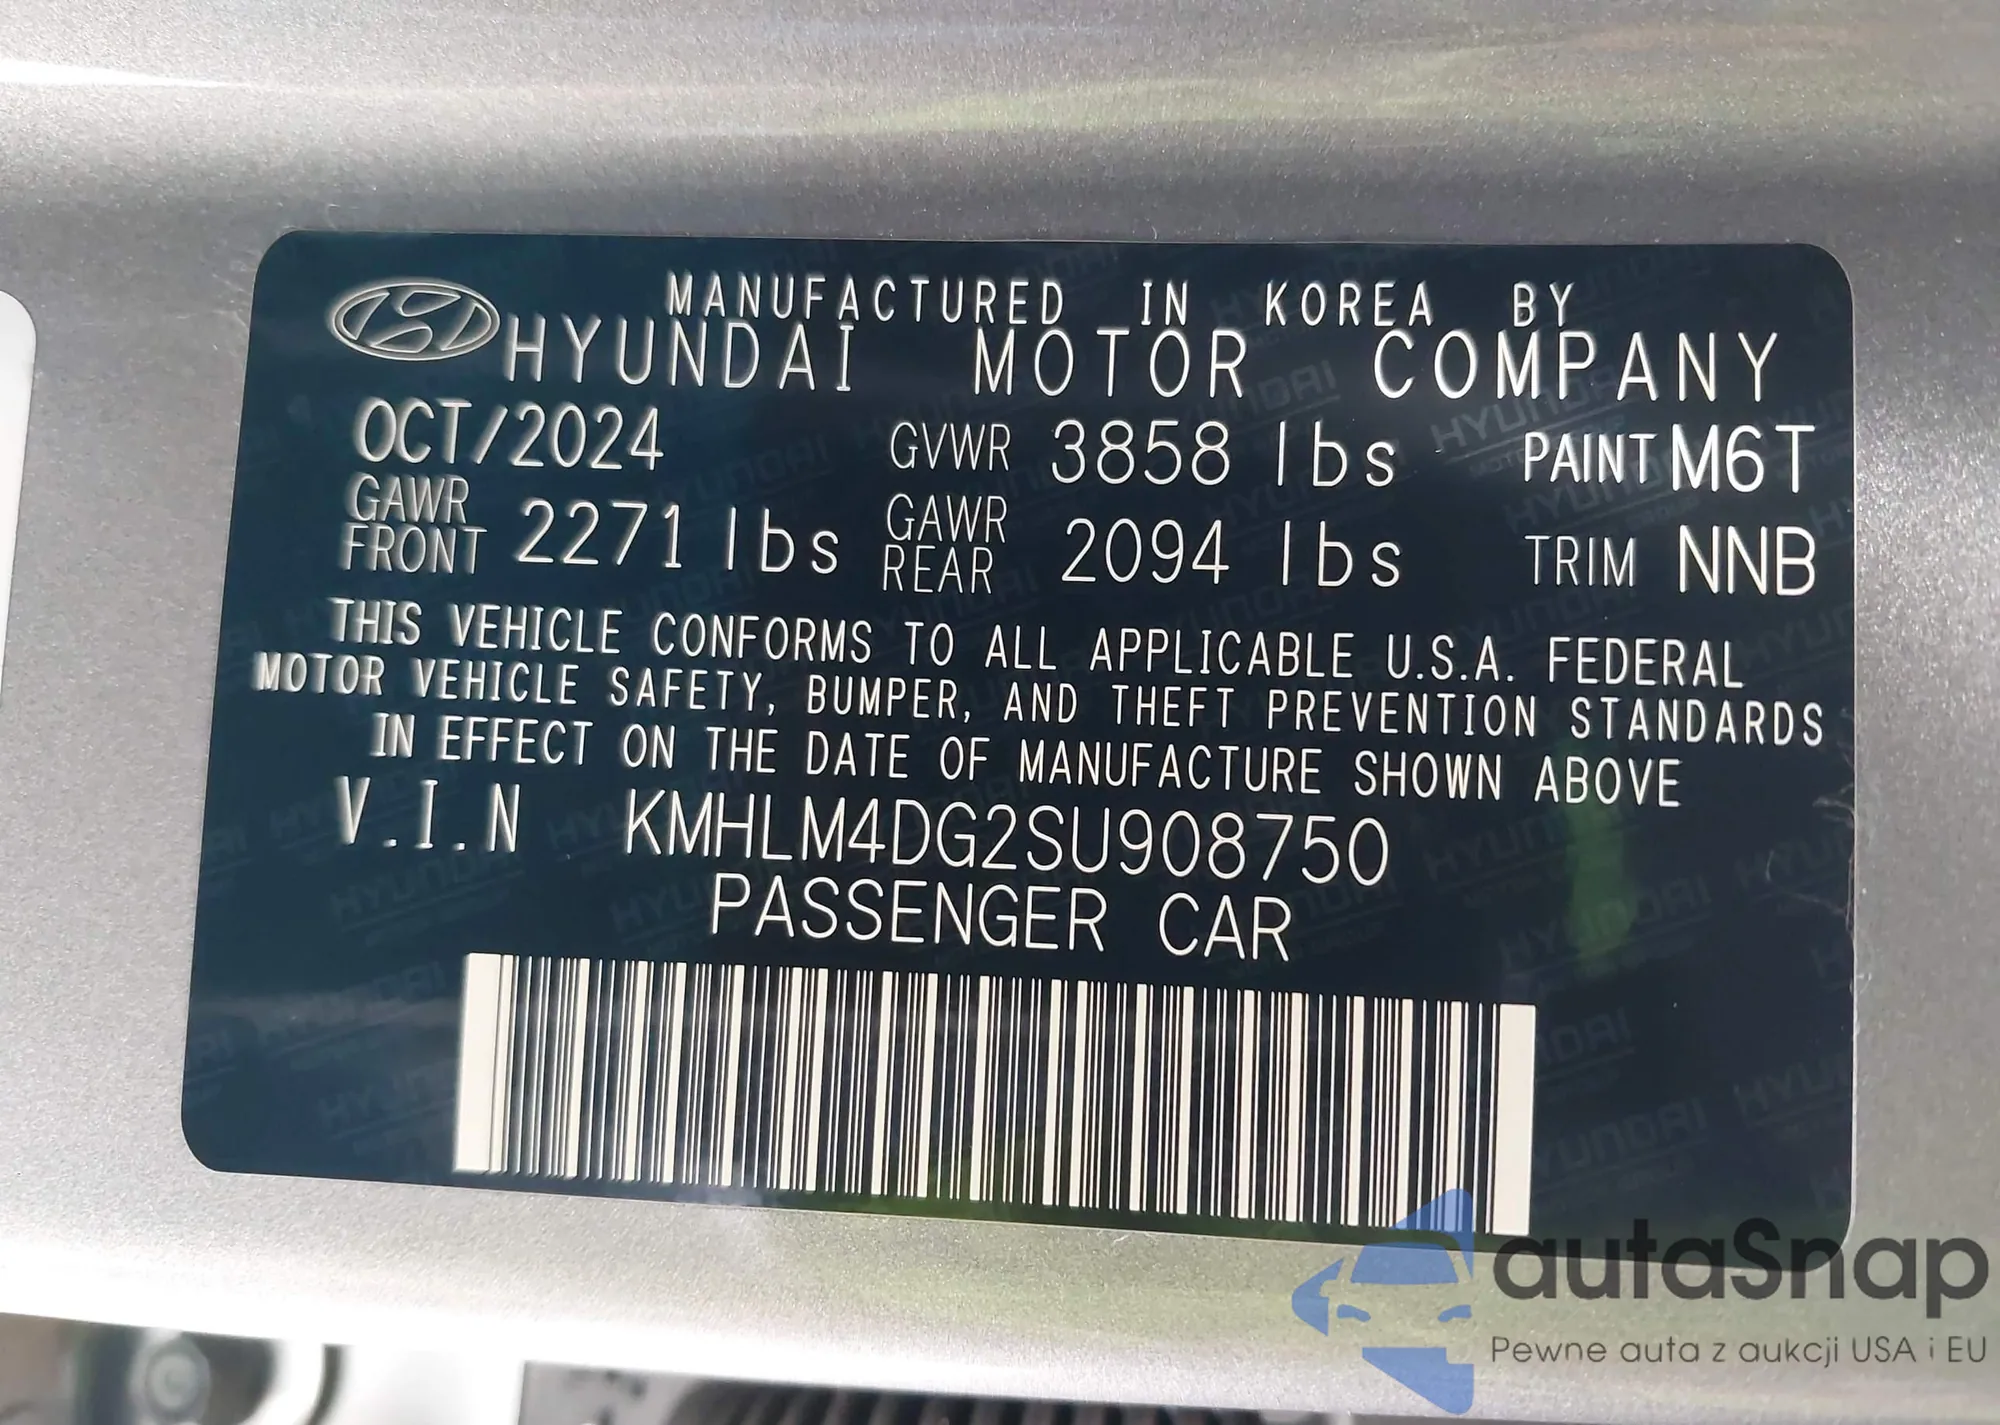 MANUFACTURED IN KOREA BY
HYUNDAI MOTOR COMPANY
OCT/2024 GVWR 3858 lbs PAINT M6T
GAWR FRONT 2271 lbs GAWR REAR 2094 lbs TRIM NNB
THIS VEHICLE CONFORMS TO ALL APPLICABLE U.S.A. FEDERAL
MOTOR VEHICLE SAFETY, BUMPER, AND THEFT PREVENTION STANDARDS
IN EFFECT ON THE DATE OF MANUFACTURE SHOWN ABOVE
V.I.N KMHLM4DG2SU908750
PASSENGER CAR
autaSnap
Pewne auta z aukcji USA i EU